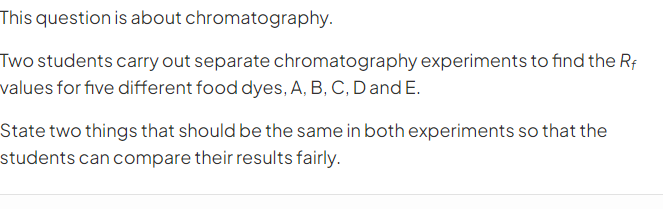 This question is about chromatography.
Two students carry out separate chromatography experiments to find the Rf
values for five different food dyes, A, B, C, D and E.
State two things that should be the same in both experiments so that the
students can compare their results fairly.